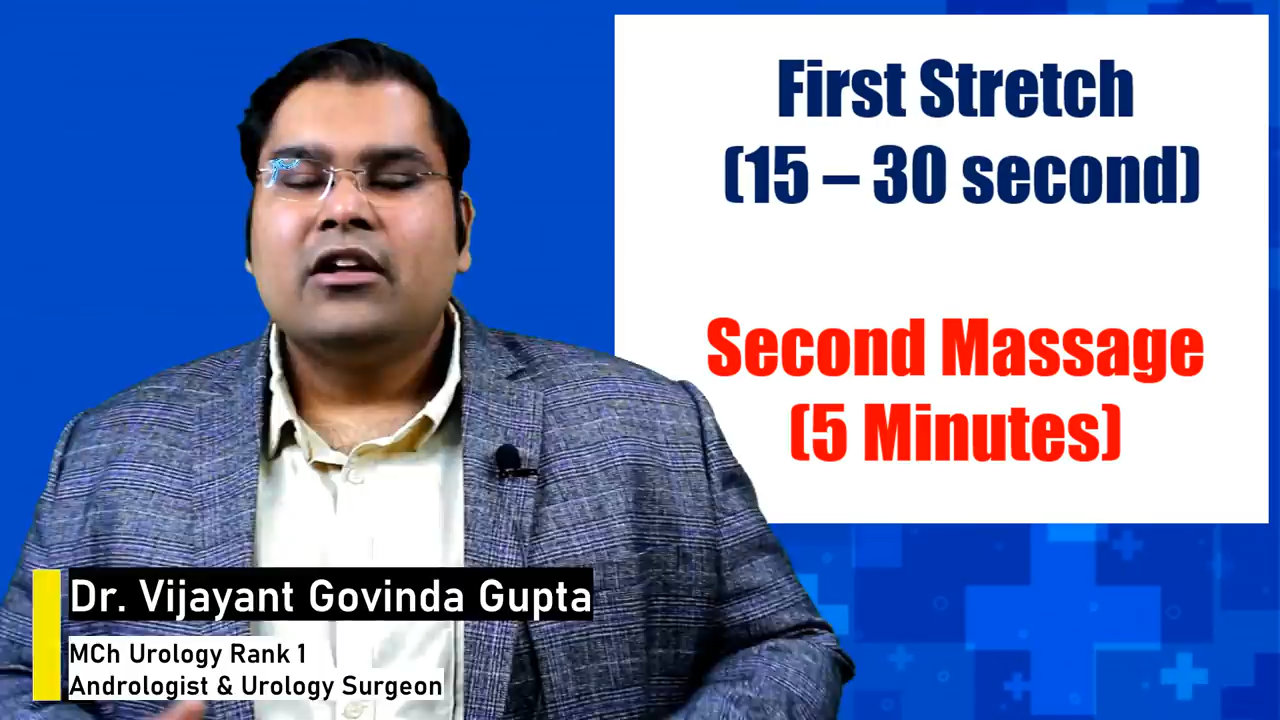 First Stretch
(15 – 30 second)
Second Massage
(5 Minutes)
Dr. Vijayant Govinda Gupta
MCh Urology Rank 1
Andrologist & Urology Surgeon